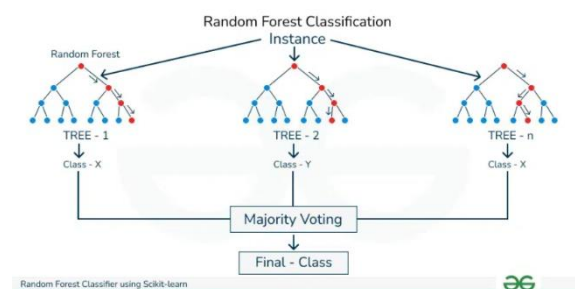 Random Forest Classification
Instance
Random Forest
TREE - 1
TREE - 2
TREE - n
Class - X
Class - Y
Class - X
Majority Voting
Final - Class
Random Forest Classifier using Scikit-learn